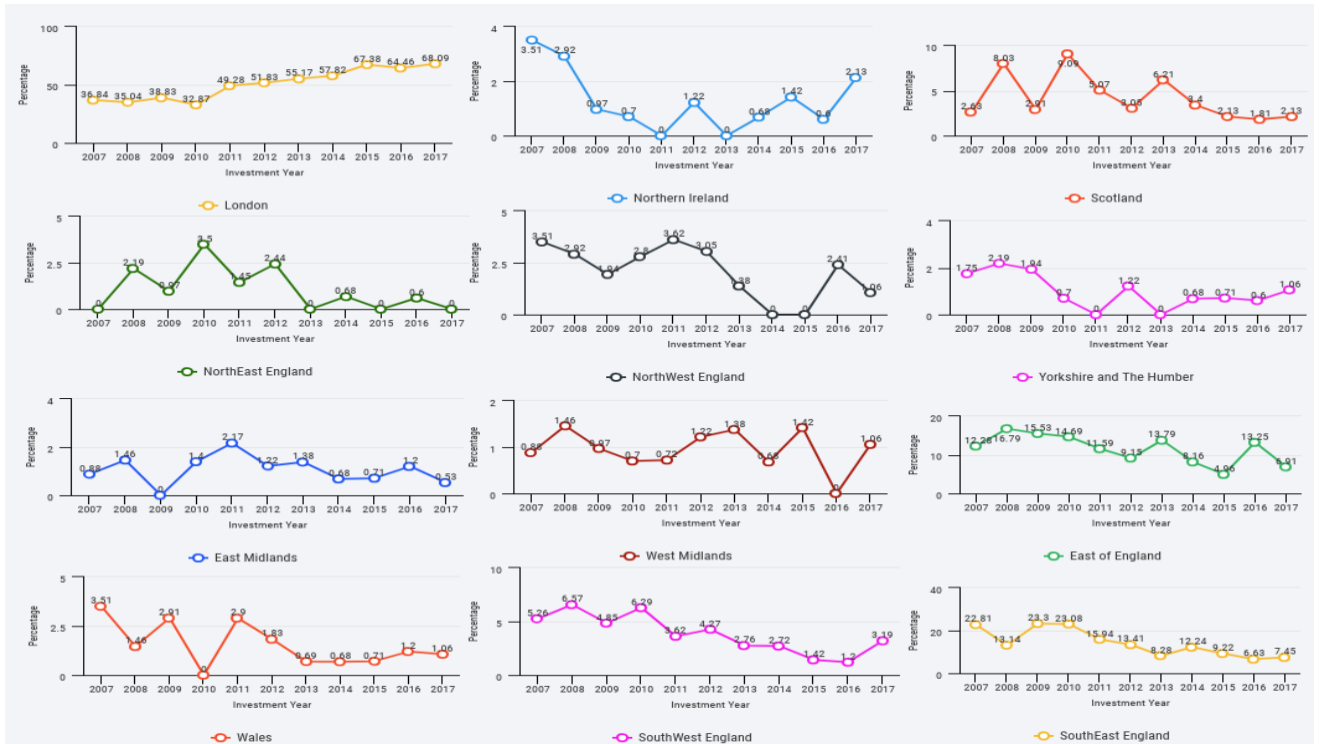 100
50
0
Percentage
36.84 35.04 38.83 32.87 49.28 51.83 55.17 57.82 67.38 64.46 68.09
2007 2008 2009 2010 2011 2012 2013 2014 2015 2016 2017
Investment Year
London
4
2
0
Percentage
3.51 2.92 0.97 0.7 0 1.22 0 0.68 1.42 0.6 2.13
2007 2008 2009 2010 2011 2012 2013 2014 2015 2016 2017
Investment Year
Northern Ireland
10
5
0
Percentage
2.63 8.03 2.91 9.09 5.07 3.05 6.21 3.4 2.13 1.81 2.13
2007 2008 2009 2010 2011 2012 2013 2014 2015 2016 2017
Investment Year
Scotland
5
2.5
0
Percentage
0 2.19 0.97 3.5 1.45 2.44 0 0.68 0 0.6 0
2007 2008 2009 2010 2011 2012 2013 2014 2015 2016 2017
Investment Year
NorthEast England
5
2.5
0
Percentage
3.51 2.92 1.94 2.8 3.62 3.05 1.38 0 0 2.41 1.06
2007 2008 2009 2010 2011 2012 2013 2014 2015 2016 2017
Investment Year
NorthWest England
4
2
0
Percentage
1.75 2.19 1.94 0.7 0 1.22 0 0.68 0.71 0.6 1.06
2007 2008 2009 2010 2011 2012 2013 2014 2015 2016 2017
Investment Year
Yorkshire and The Humber
4
2
0
Percentage
0.88 1.46 0 1.4 2.17 1.22 1.38 0.68 0.71 1.2 0.53
2007 2008 2009 2010 2011 2012 2013 2014 2015 2016 2017
Investment Year
East Midlands
2
1
0
Percentage
0.88 1.46 0.97 0.7 0.72 1.22 1.38 0.68 1.42 0 1.06
2007 2008 2009 2010 2011 2012 2013 2014 2015 2016 2017
Investment Year
West Midlands
20
10
0
Percentage
12.28 16.79 15.53 14.69 11.59 9.15 13.79 8.16 4.96 13.25 6.91
2007 2008 2009 2010 2011 2012 2013 2014 2015 2016 2017
Investment Year
East of England
5
2.5
0
Percentage
3.51 1.46 2.91 0 2.9 1.83 0.69 0.68 0.71 1.2 1.06
2007 2008 2009 2010 2011 2012 2013 2014 2015 2016 2017
Investment Year
Wales
10
5
0
Percentage
5.26 6.57 4.85 6.29 3.62 4.27 2.76 2.72 1.42 1.2 3.19
2007 2008 2009 2010 2011 2012 2013 2014 2015 2016 2017
Investment Year
SouthWest England
40
20
0
Percentage
22.81 13.14 23.3 23.08 15.94 13.41 8.28 12.24 9.22 6.63 7.45
2007 2008 2009 2010 2011 2012 2013 2014 2015 2016 2017
Investment Year
SouthEast England